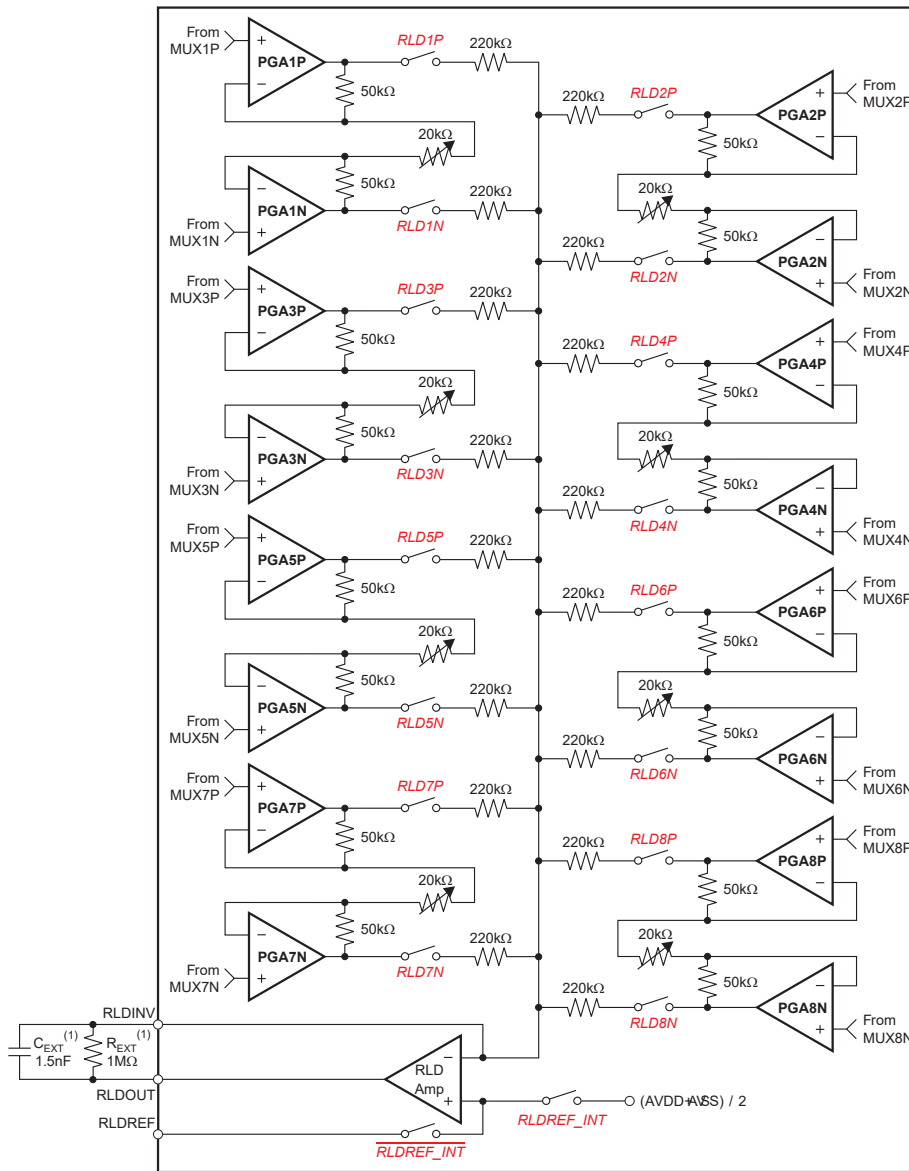 From
MUX1P
+
PGA1P
−
RLD1P
220kΩ
50kΩ
20kΩ
−
PGA1N
+
From
MUX1N
50kΩ
RLD1N
220kΩ
From
MUX3P
+
PGA3P
−
RLD3P
220kΩ
50kΩ
20kΩ
−
PGA3N
+
From
MUX3N
50kΩ
RLD3N
220kΩ
From
MUX5P
+
PGA5P
−
RLD5P
220kΩ
50kΩ
20kΩ
−
PGA5N
+
From
MUX5N
50kΩ
RLD5N
220kΩ
From
MUX7P
+
PGA7P
−
RLD7P
220kΩ
50kΩ
20kΩ
−
PGA7N
+
From
MUX7N
50kΩ
RLD7N
220kΩ
220kΩ
RLD2P
+
PGA2P
−
From
MUX2P
50kΩ
20kΩ
50kΩ
220kΩ
RLD2N
−
PGA2N
+
From
MUX2N
220kΩ
RLD4P
+
PGA4P
−
From
MUX4P
50kΩ
20kΩ
50kΩ
220kΩ
RLD4N
−
PGA4N
+
From
MUX4N
220kΩ
RLD6P
+
PGA6P
−
From
MUX6P
50kΩ
20kΩ
50kΩ
220kΩ
RLD6N
−
PGA6N
+
From
MUX6N
220kΩ
RLD8P
+
PGA8P
−
From
MUX8P
50kΩ
20kΩ
50kΩ
220kΩ
RLD8N
−
PGA8N
+
From
MUX8N
RLDINV
CEXT(1)
1.5nF
REXT(1)
1MΩ
RLDOUT
RLDREF
−
RLD
Amp
+
RLDREF_INT
RLDREF_INT
(AVDD+AVSS) / 2